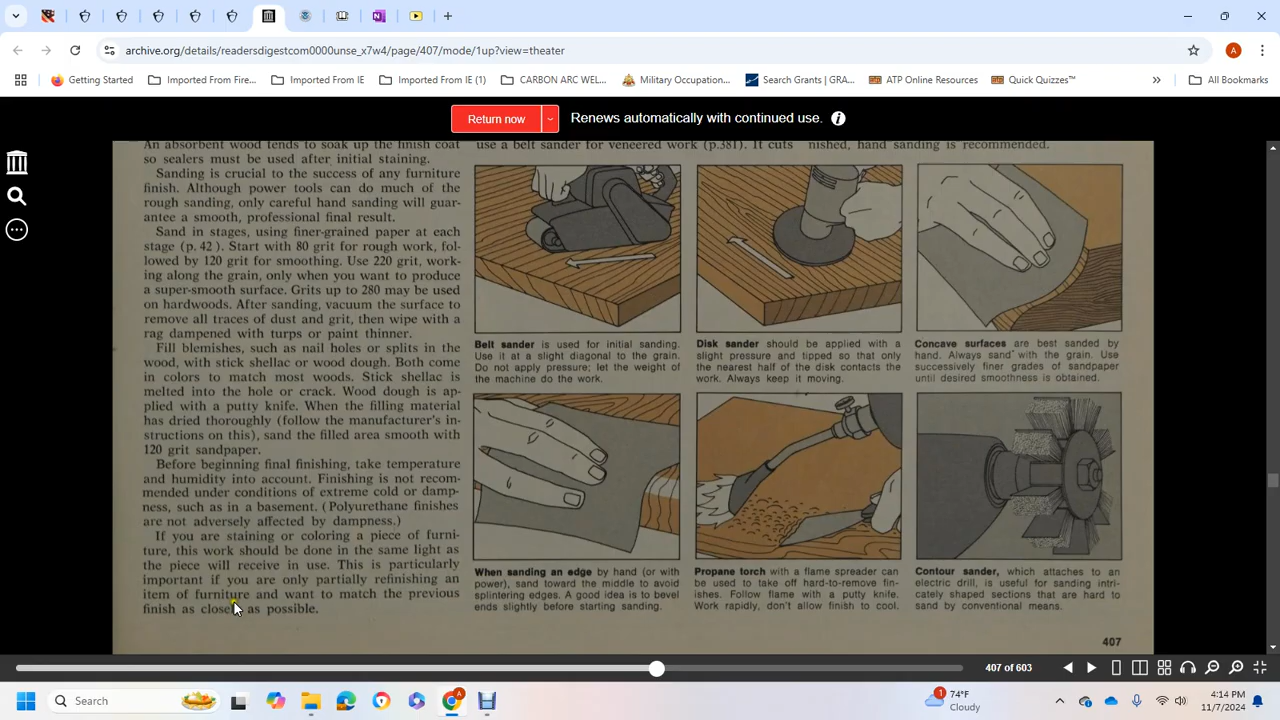 archive.org/details/readersdigestcom0000unse_x7w4/page/407/mode/1up?view=theater
A
Getting Started
Imported From Fire...
Imported From IE
Imported From IE (1)
CARBON ARC WEL...
Military Occupation...
Search Grants | GRA...
ATP Online Resources
Quick Quizzes™
»
All Bookmarks
Return now
Renews automatically with continued use.
An absorbent wood tends to soak up the finish coat
so sealers must be used after initial staining.
Sanding is crucial to the success of any furniture
finish. Although power tools can do much of the
rough sanding, only careful hand sanding will guar-
antee a smooth, professional final result.
Sand in stages, using finer-grained paper at each
stage (p. 42). Start with 80 grit for rough work, fol-
lowed by 120 grit for smoothing. Use 220 grit, work-
ing along the grain, only when you want to produce
a super-smooth surface. Grits up to 280 may be used
on hardwoods. After sanding, vacuum the surface to
remove all traces of dust and grit, then wipe with a
rag dampened with turps or paint thinner.
Fill blemishes, such as nail holes or splits in the
wood, with stick shellac or wood dough. Both come
in colors to match most woods. Stick shellac is
melted into the hole or crack. Wood dough is ap-
plied with a putty knife. When the filling material
has dried thoroughly (follow the manufacturer's in-
structions on this), sand the filled area smooth with
120 grit sandpaper.
Before beginning final finishing, take temperature
and humidity into account. Finishing is not recom-
mended under conditions of extreme cold or damp-
ness, such as in a basement. (Polyurethane finishes
are not adversely affected by dampness.)
If you are staining or coloring a piece of furni-
ture, this work should be done in the same light as
the piece will receive in use. This is particularly
important if you are only partially refinishing an
item of furniture and want to match the previous
finish as closely as possible.
use a belt sander for veneered work (p.381). It cuts
nished, hand sanding is recommended.
Belt sander is used for initial sanding.
Use it at a slight diagonal to the grain.
Do not apply pressure; let the weight of
the machine do the work.
Disk sander should be applied with a
slight pressure and tipped so that only
the nearest half of the disk contacts the
work. Always keep it moving.
Concave surfaces are best sanded by
hand. Always sand with the grain. Use
successively finer grades of sandpaper
until desired smoothness is obtained.
When sanding an edge by hand (or with
power), sand toward the middle to avoid
splintering edges. A good idea is to bevel
ends slightly before starting sanding.
Propane torch with a flame spreader can
be used to take off hard-to-remove fin-
ishes. Follow flame with a putty knife.
Work rapidly, don't allow finish to cool.
Contour sander, which attaches to an
electric drill, is useful for sanding intri-
cately shaped sections that are hard to
sand by conventional means.
407
407 of 603
Search
1
74°F
Cloudy
4:14 PM
11/7/2024